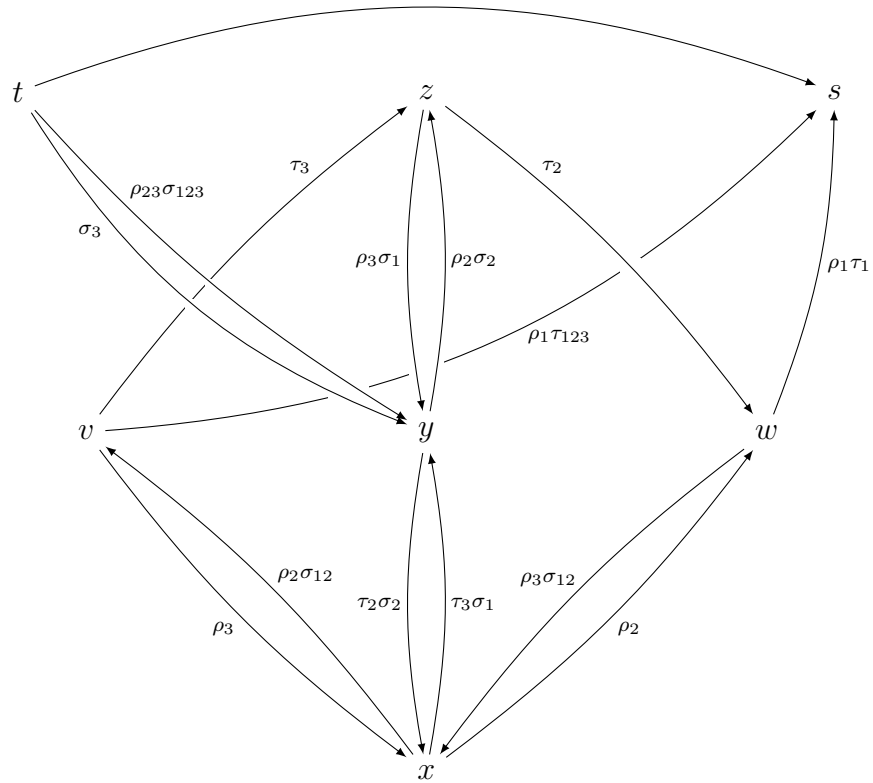 t z s
τ₃ τ₂
ρ₂₃σ₁₂₃
σ₃
ρ₃σ₁ ρ₂σ₂ ρ₁τ₁
ρ₁τ₁₂₃
v y w
ρ₂σ₁₂ τ₂σ₂ τ₃σ₁ ρ₃σ₁₂
ρ₃ ρ₂
x